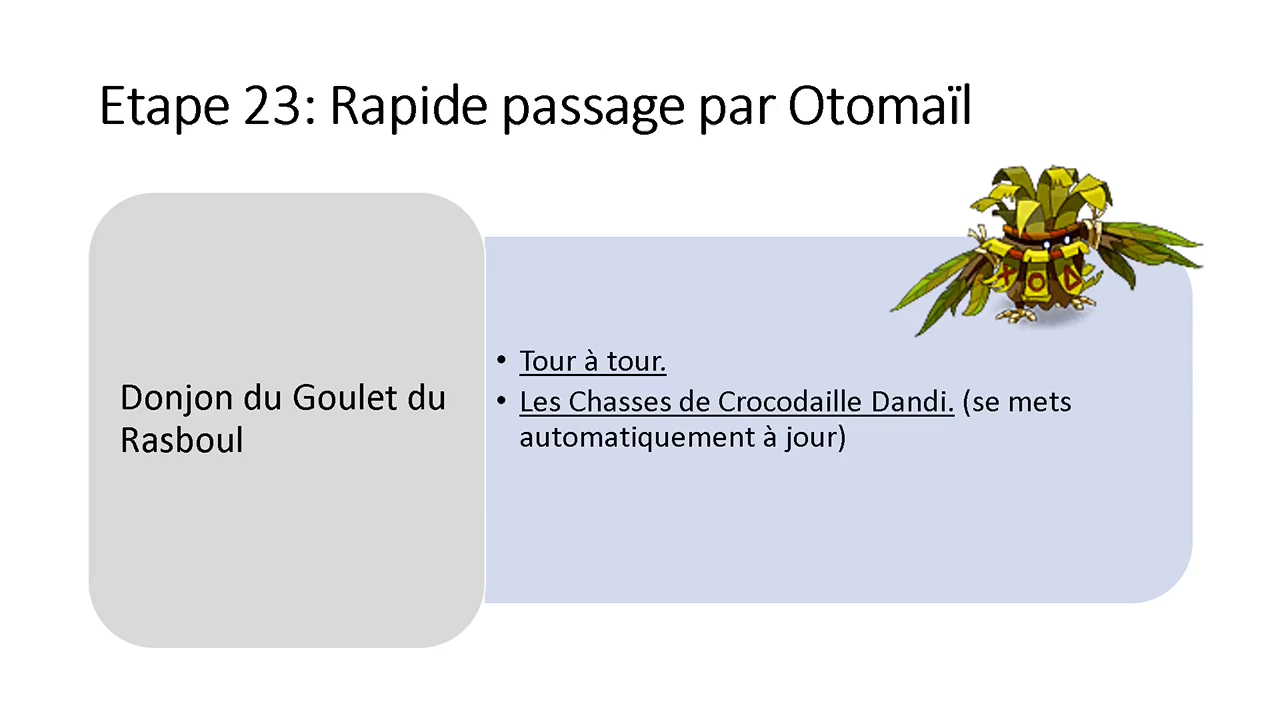 Etape 23: Rapide passage par Otomaïl
Donjon du Goulet du
Rasboul
• Tour à tour.
• Les Chasses de Crocodaille Dandi. (se mets
automatiquement à jour)